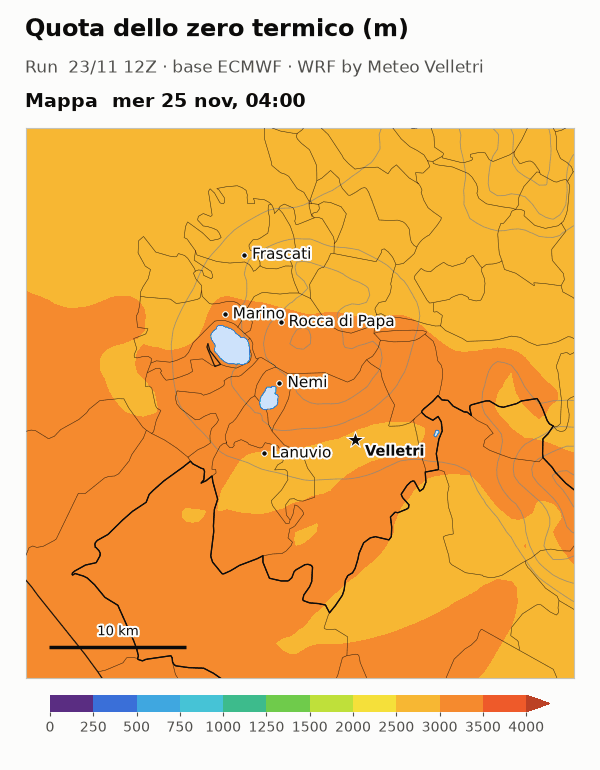 Quota dello zero termico (m)
Run 23/11 12Z · base ECMWF · WRF by Meteo Velletri
Mappa mer 25 nov, 04:00
Frascati
Marino
Rocca di Papa
Nemi
Lanuvio
Velletri
10 km
0 250 500 750 1000 1250 1500 2000 2500 3000 3500 4000